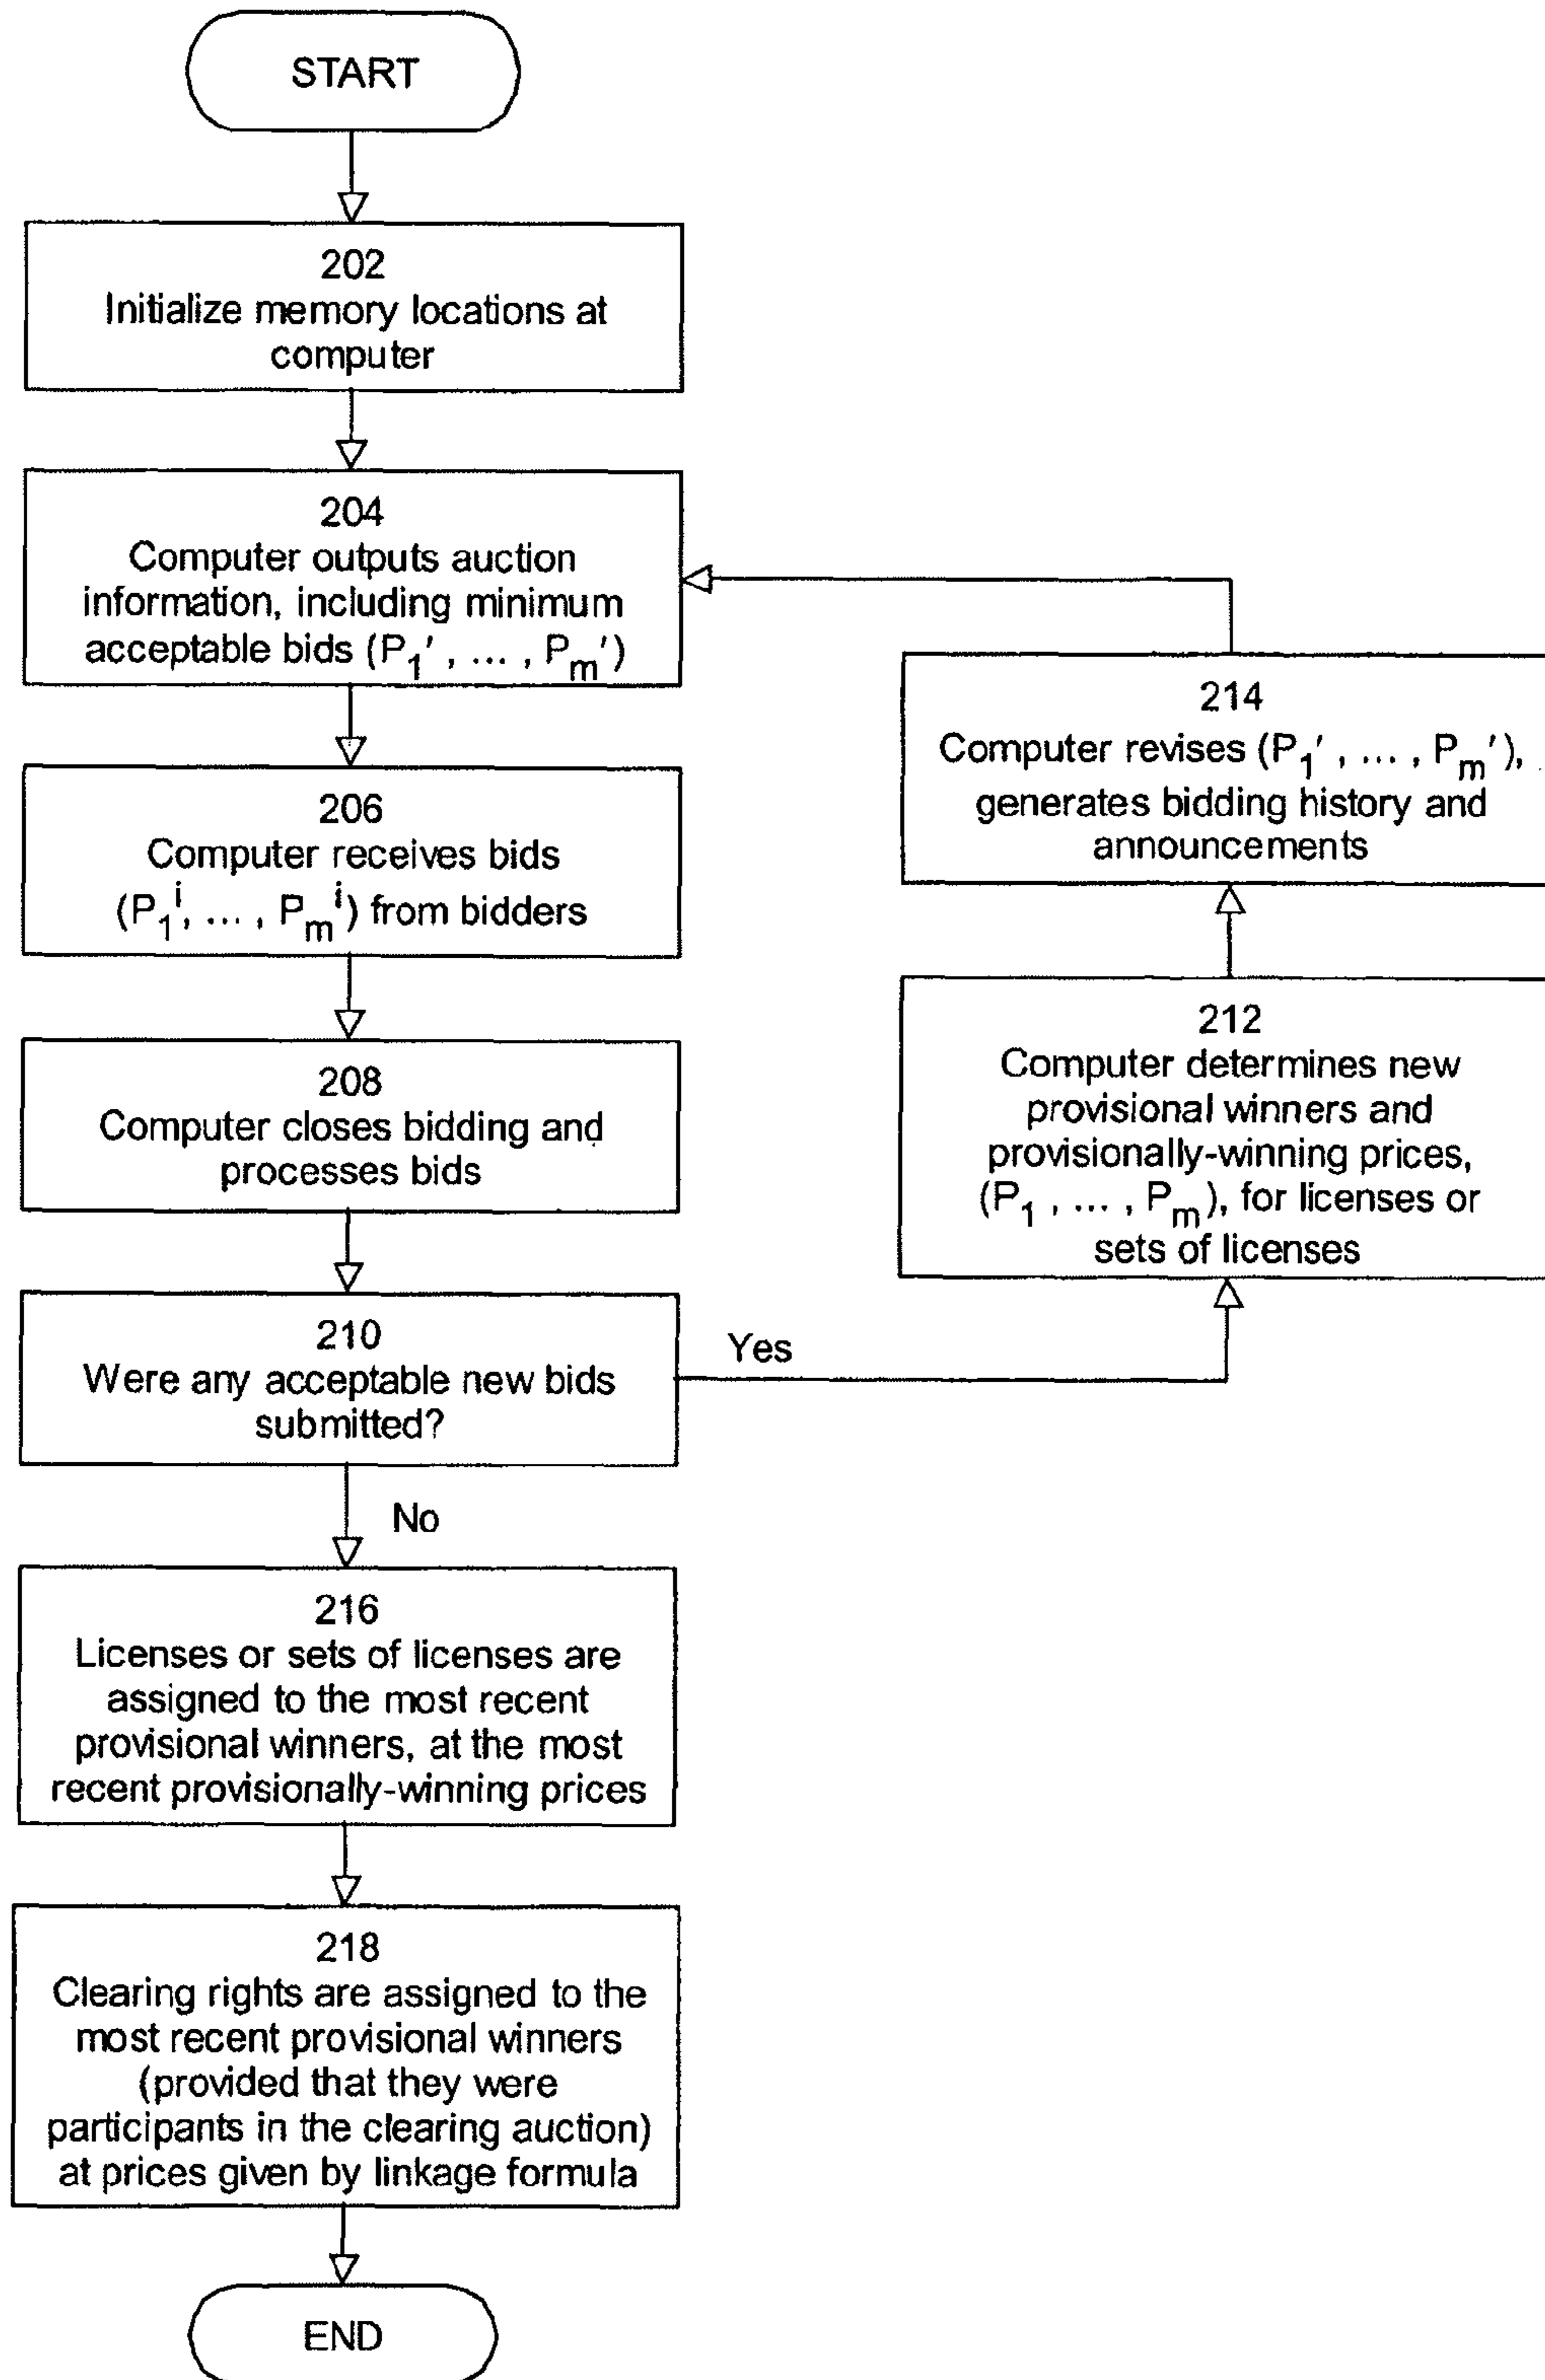 START
202
Initialize memory locations at
computer
204
Computer outputs auction
information, including minimum
acceptable bids (P₁′ , ... , Pₘ′)
206
Computer receives bids
(P₁ⁱ, ... , Pₘⁱ) from bidders
208
Computer closes bidding and
processes bids
210
Were any acceptable new bids
submitted?
Yes
No
212
Computer determines new
provisional winners and
provisionally-winning prices,
(P₁ , ... , Pₘ), for licenses or
sets of licenses
214
Computer revises (P₁′ , ... , Pₘ′),
generates bidding history and
announcements
216
Licenses or sets of licenses are
assigned to the most recent
provisional winners, at the most
recent provisionally-winning prices
218
Clearing rights are assigned to the
most recent provisional winners
(provided that they were
participants in the clearing auction)
at prices given by linkage formula
END